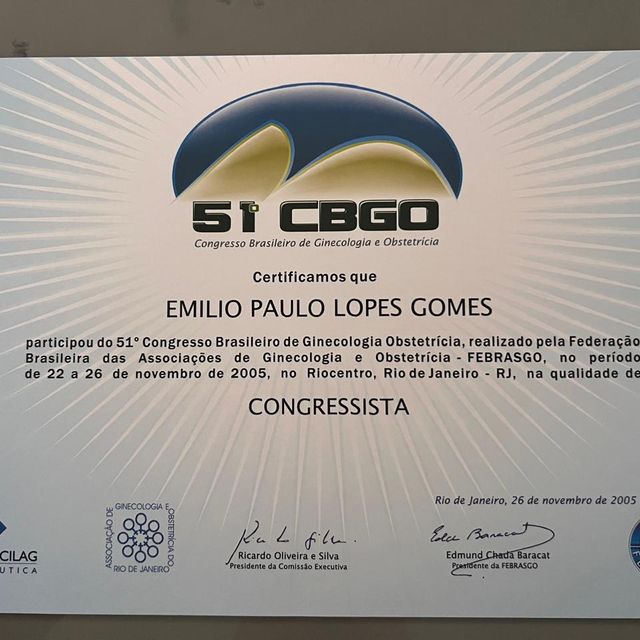 51º CBGO
Congresso Brasileiro de Ginecologia e Obstetrícia
Certificamos que
EMILIO PAULO LOPES GOMES
participou do 51º Congresso Brasileiro de Ginecologia Obstetrícia, realizado pela Federação
Brasileira das Associações de Ginecologia e Obstetrícia - FEBRASGO, no período
de 22 a 26 de novembro de 2005, no Riocentro, Rio de Janeiro - RJ, na qualidade de
CONGRESSISTA
Rio de Janeiro, 26 de novembro de 2005
CILAG
UTICA
ASSOCIAÇÃO DE
GINECOLOGIA E
OBSTETRÍCIA DO
RIO DE JANEIRO
Ricardo Oliveira e Silva
Presidente da Comissão Executiva
Edmund Chada Baracat
Presidente da FEBRASGO